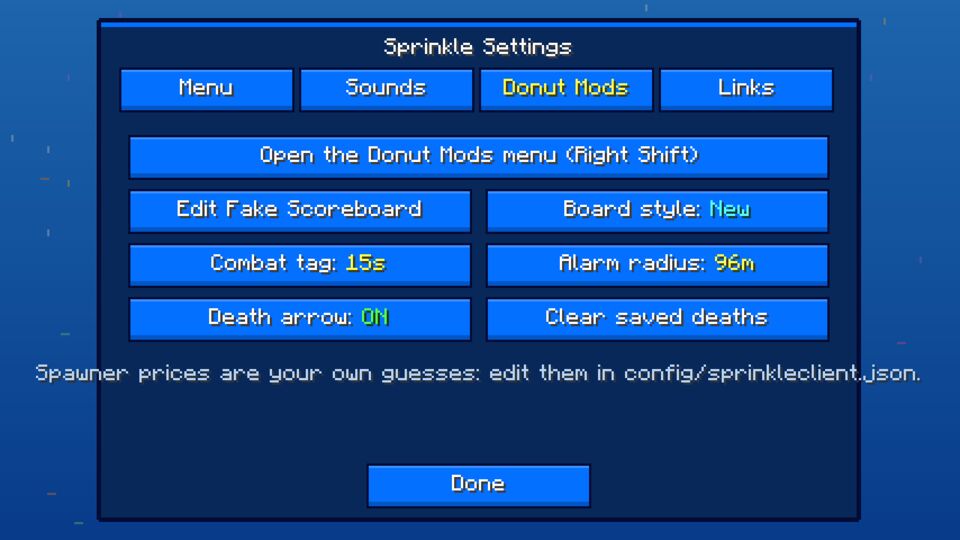 Sprinkle Settings
Menu Sounds Donut Mods Links
Open the Donut Mods menu (Right Shift)
Edit Fake Scoreboard Board style: New
Combat tag: 15s Alarm radius: 96m
Death arrow: ON Clear saved deaths
Spawner prices are your own guesses: edit them in config/sprinkleclient.json.
Done